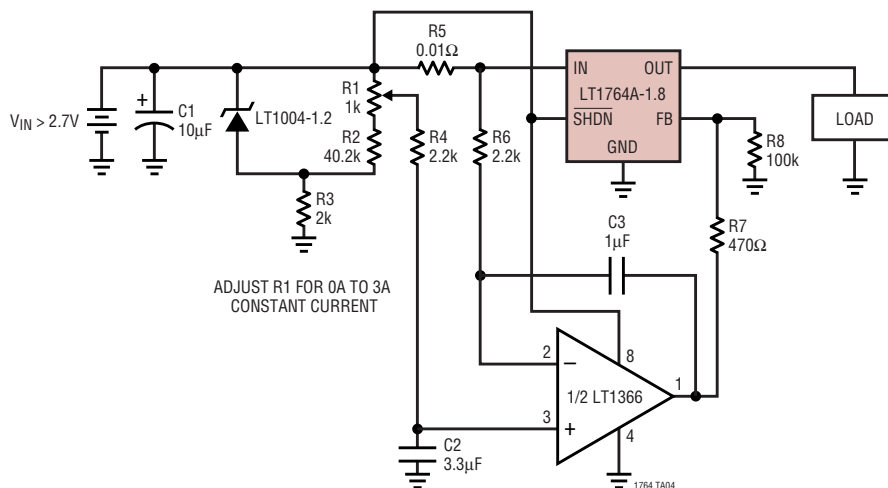 R5
0.01Ω
R1
1k
IN
OUT
LT1764A-1.8
SHDN
FB
GND
LOAD
VIN > 2.7V
+
C1
10µF
LT1004-1.2
R2
40.2k
R4
2.2k
R6
2.2k
R8
100k
R3
2k
C3
1µF
R7
470Ω
ADJUST R1 FOR 0A TO 3A
CONSTANT CURRENT
2
–
8
1/2 LT1366
1
3
+
4
C2
3.3µF
1764 TA04